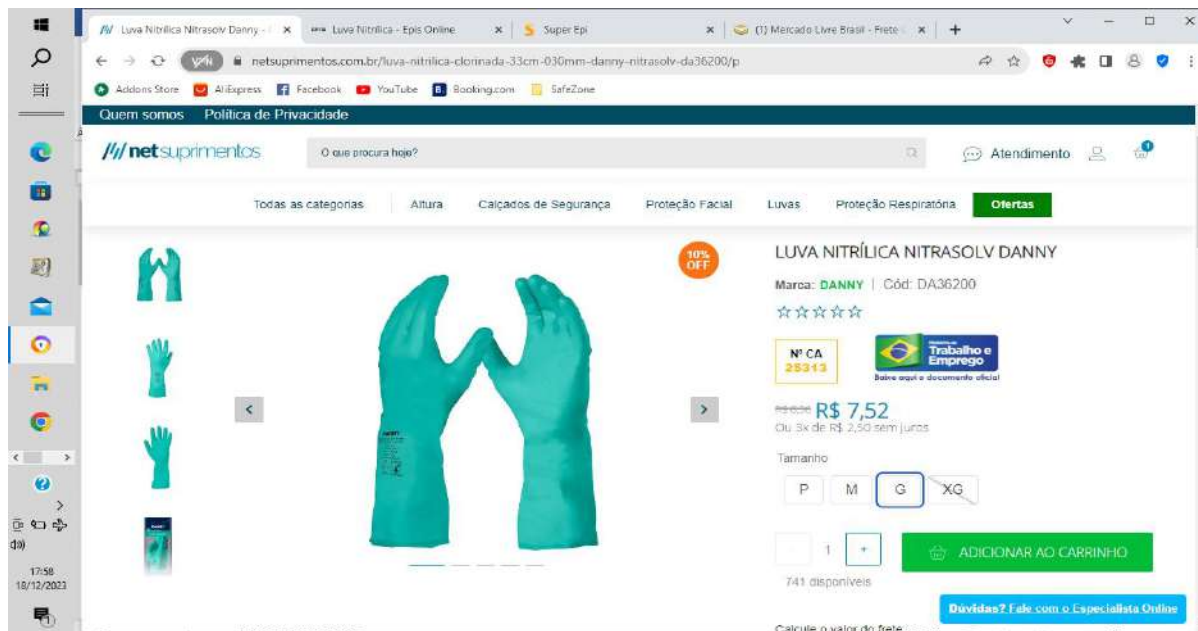 Luva Nitrílica Nitrasolv Danny -
Luva Nitrílica - Epis Online
Super Epi
(1) Mercado Livre Brasil - Frete
VPN
netsuprimentos.com.br/luva-nitrilica-clorinada-33cm-030mm-danny-nitrasolv-da36200/p
Addons Store
AliExpress
Facebook
YouTube
Booking.com
SafeZone
Quem somos
Política de Privacidade
netsuprimentos
O que procura hoje?
Atendimento
1
Todas as categorias
Altura
Calçados de Segurança
Proteção Facial
Luvas
Proteção Respiratória
Ofertas
10%
OFF
LUVA NITRÍLICA NITRASOLV DANNY
Marca: DANNY | Cód: DA36200
Nº CA
25313
Trabalho e
Emprego
Baixe aqui o documento oficial
R$ 7,52
Ou 3x de R$ 2,50 sem juros
Tamanho
P
M
G
XG
- 1 +
ADICIONAR AO CARRINHO
741 disponíveis
Dúvidas? Fale com o Especialista Online
Calcule o valor do frete
17:58
18/12/2023